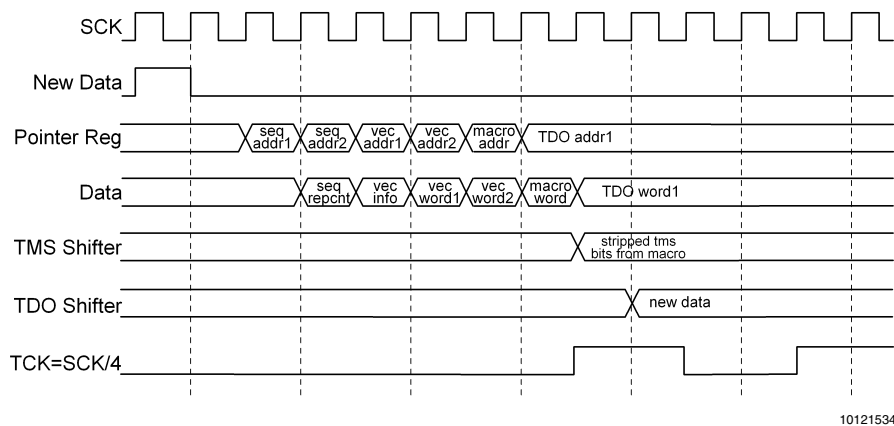 SCK
New Data
Pointer Reg
seq addr1
seq addr2
vec addr1
vec addr2
macro addr
TDO addr1
Data
seq repcnt
vec info
vec word1
vec word2
macro word
TDO word1
TMS Shifter
stripped tms
bits from macro
TDO Shifter
new data
TCK=SCK/4
10121534